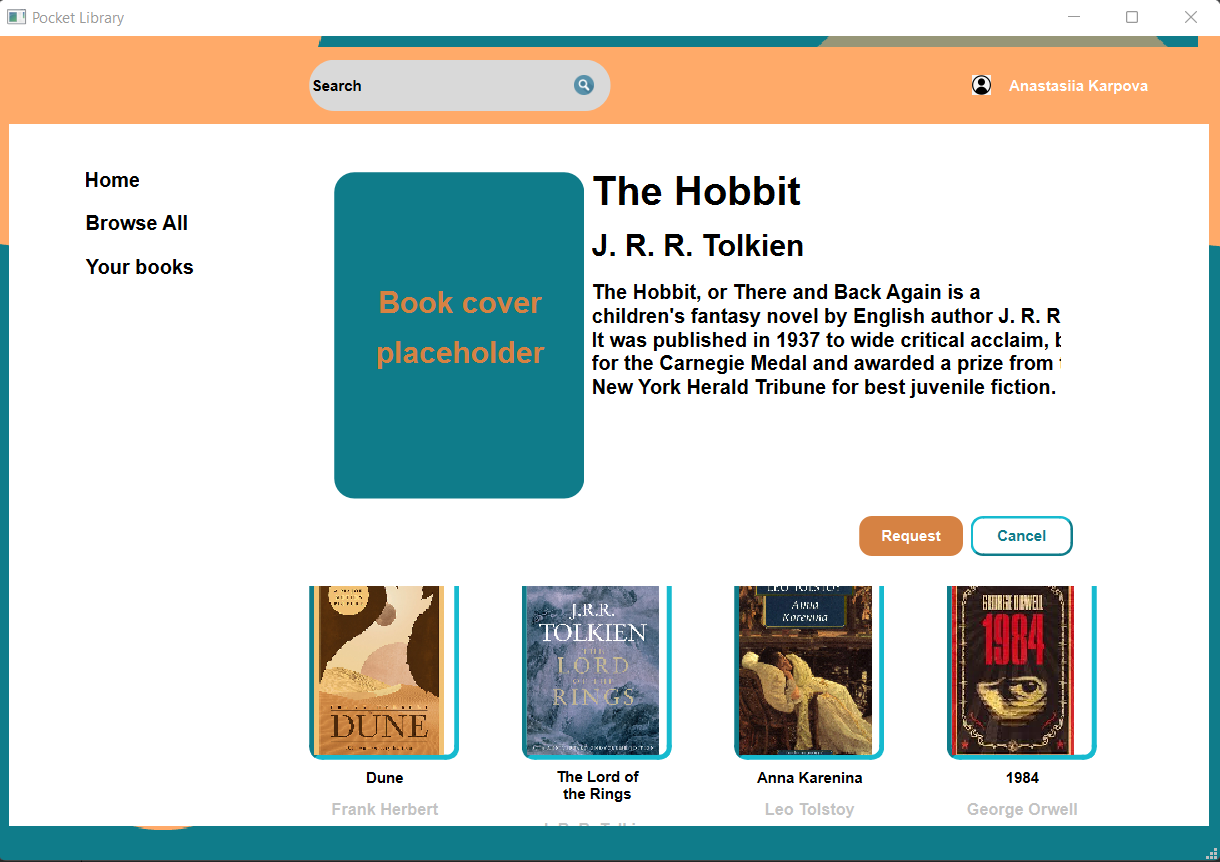 Pocket Library
Search
Anastasiia Karpova
Home
Browse All
Your books
Book cover
placeholder
The Hobbit
J. R. R. Tolkien
The Hobbit, or There and Back Again is a
children's fantasy novel by English author J. R. R
It was published in 1937 to wide critical acclaim,
for the Carnegie Medal and awarded a prize from
New York Herald Tribune for best juvenile fiction.
Request
Cancel
DUNE
J.R.R.
TOLKIEN
THE
LORD
OF THE
RINGS
LEO TOLSTOY
Anna
Karenina
GEORGE ORWELL
1984
Dune
The Lord of
the Rings
Anna Karenina
1984
Frank Herbert
Leo Tolstoy
George Orwell